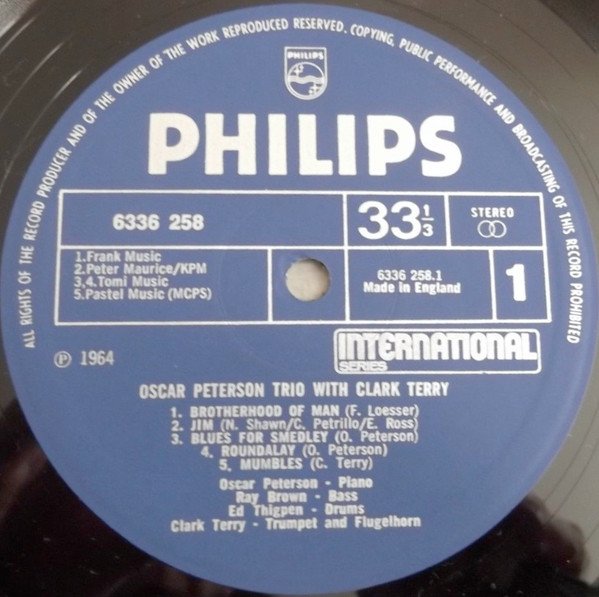 ALL RIGHTS OF THE RECORD PRODUCER AND OF THE OWNER OF THE WORK REPRODUCED RESERVED. COPYING, PUBLIC PERFORMANCE AND BROADCASTING OF THIS RECORD PROHIBITED
PHILIPS
PHILIPS
6336 258
33 1/3
STEREO
1.Frank Music
2.Peter Maurice/KPM
3,4.Tomi Music
5.Pastel Music (MCPS)
6336 258.1
Made in England
1
℗ 1964
INTERNATIONAL
SERIES
OSCAR PETERSON TRIO WITH CLARK TERRY
1. BROTHERHOOD OF MAN (F. Loesser)
2. JIM (N. Shawn/C. Petrillo/E. Ross)
3. BLUES FOR SMEDLEY (O. Peterson)
4. ROUNDALAY (O. Peterson)
5. MUMBLES (C. Terry)
Oscar Peterson - Piano
Ray Brown - Bass
Ed Thigpen - Drums
Clark Terry - Trumpet and Flugelhorn